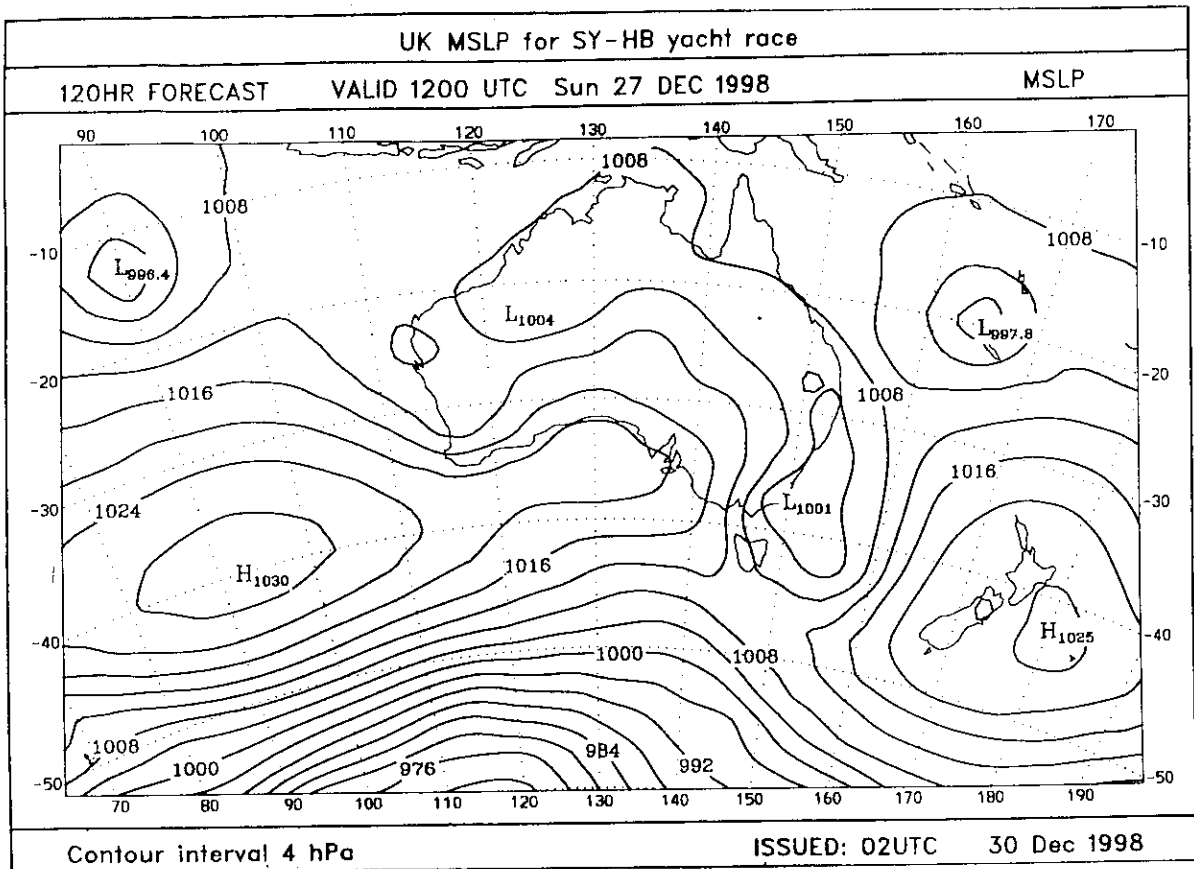 UK MSLP for SY-HB yacht race
120HR FORECAST VALID 1200 UTC Sun 27 DEC 1998 MSLP
90 100 110 120 130 140 150 160 170
1008
1008
1008
-10 -10
L996.4
L1004
L997.8
-20 -20
1016
1008
1016
-30 -30
1024
L1001
H1030
1016
-40 -40
H1025
1000
1008
1008
984
1000
976
992
-50 -50
70 80 90 100 110 120 130 140 150 160 170 180 190
Contour interval 4 hPa ISSUED: 02UTC 30 Dec 1998